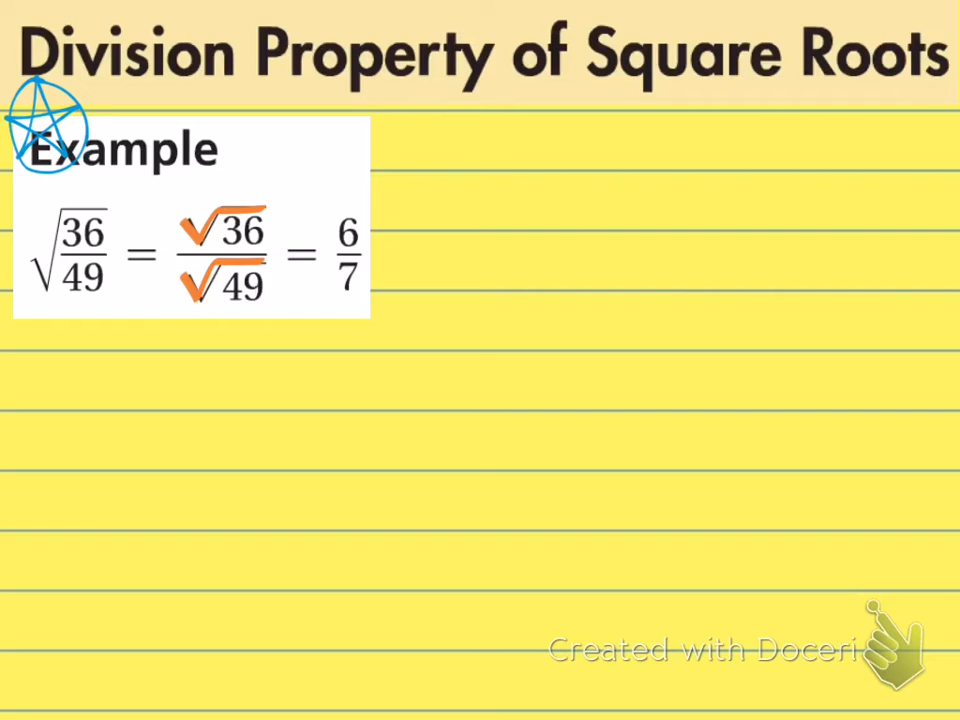 Division Property of Square Roots
Example
√36/49 = √36/√49 = 6/7
Created with Doceri